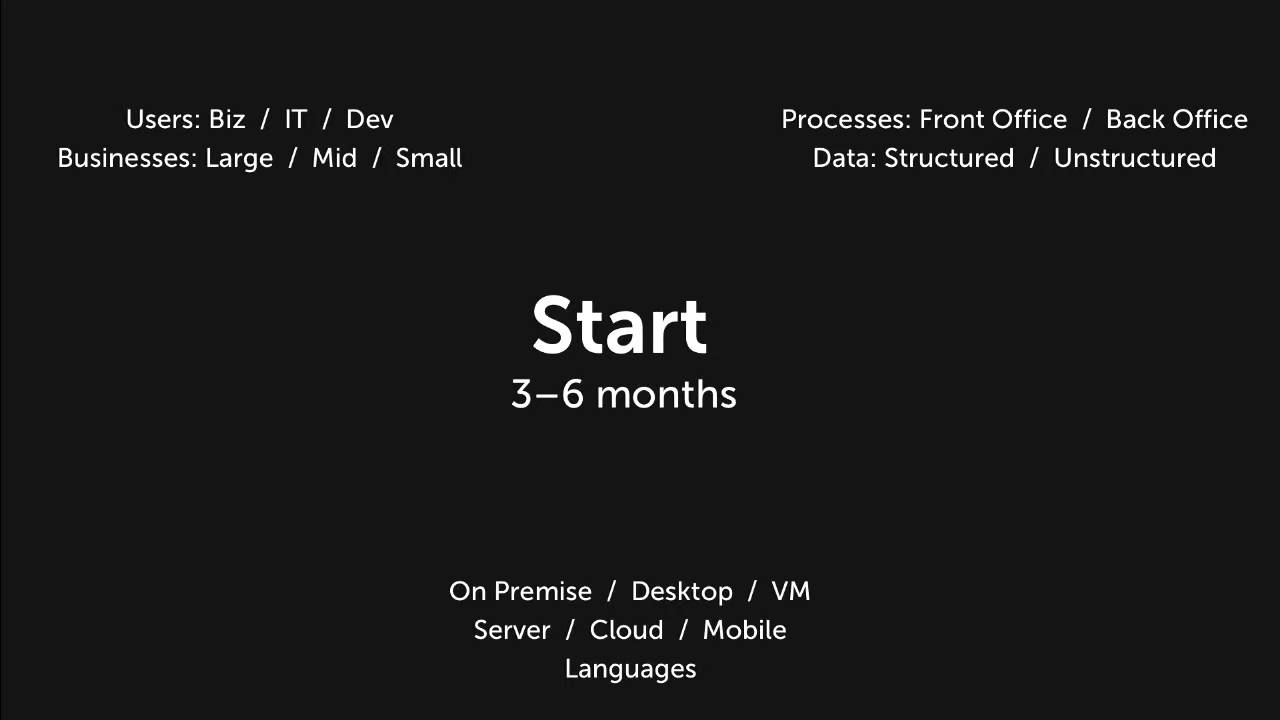 Users: Biz / IT / Dev
Businesses: Large / Mid / Small
Processes: Front Office / Back Office
Data: Structured / Unstructured
Start
3–6 months
On Premise / Desktop / VM
Server / Cloud / Mobile
Languages